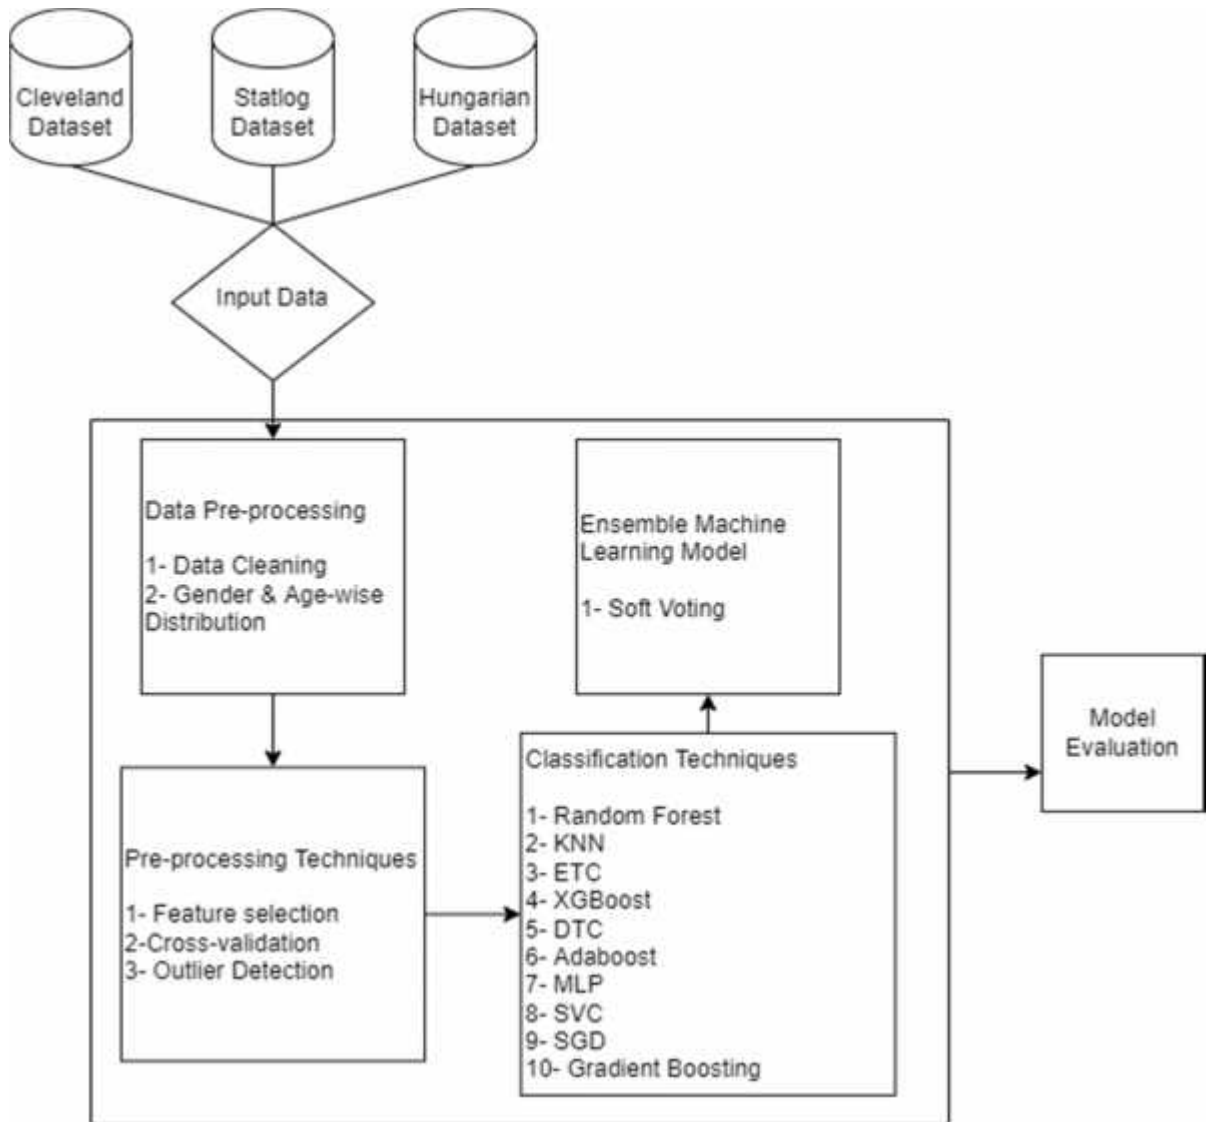 Cleveland
Dataset
Statlog
Dataset
Hungarian
Dataset
Input Data
Data Pre-processing
1- Data Cleaning
2- Gender & Age-wise
Distribution
Pre-processing Techniques
1- Feature selection
2-Cross-validation
3- Outlier Detection
Classification Techniques
1- Random Forest
2- KNN
3- ETC
4- XGBoost
5- DTC
6- Adaboost
7- MLP
8- SVC
9- SGD
10- Gradient Boosting
Ensemble Machine
Learning Model
1- Soft Voting
Model
Evaluation